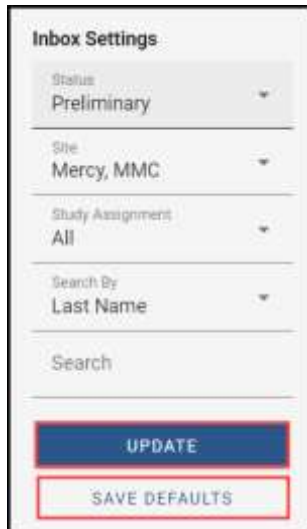 Inbox Settings
Status
Preliminary
Site
Mercy, MMC
Study Assignment
All
Search By
Last Name
Search
UPDATE
SAVE DEFAULTS